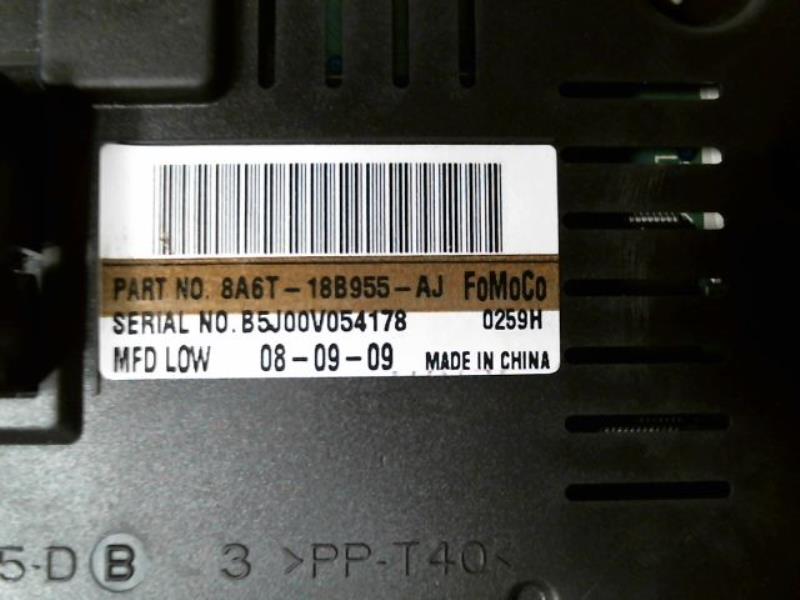 PART NO. 8A6T-18B955-AJ FoMoCo
SERIAL NO. B5J00V054178 0259H
MFD LOW 08-09-09 MADE IN CHINA
5-D B 3 >PP-T40<